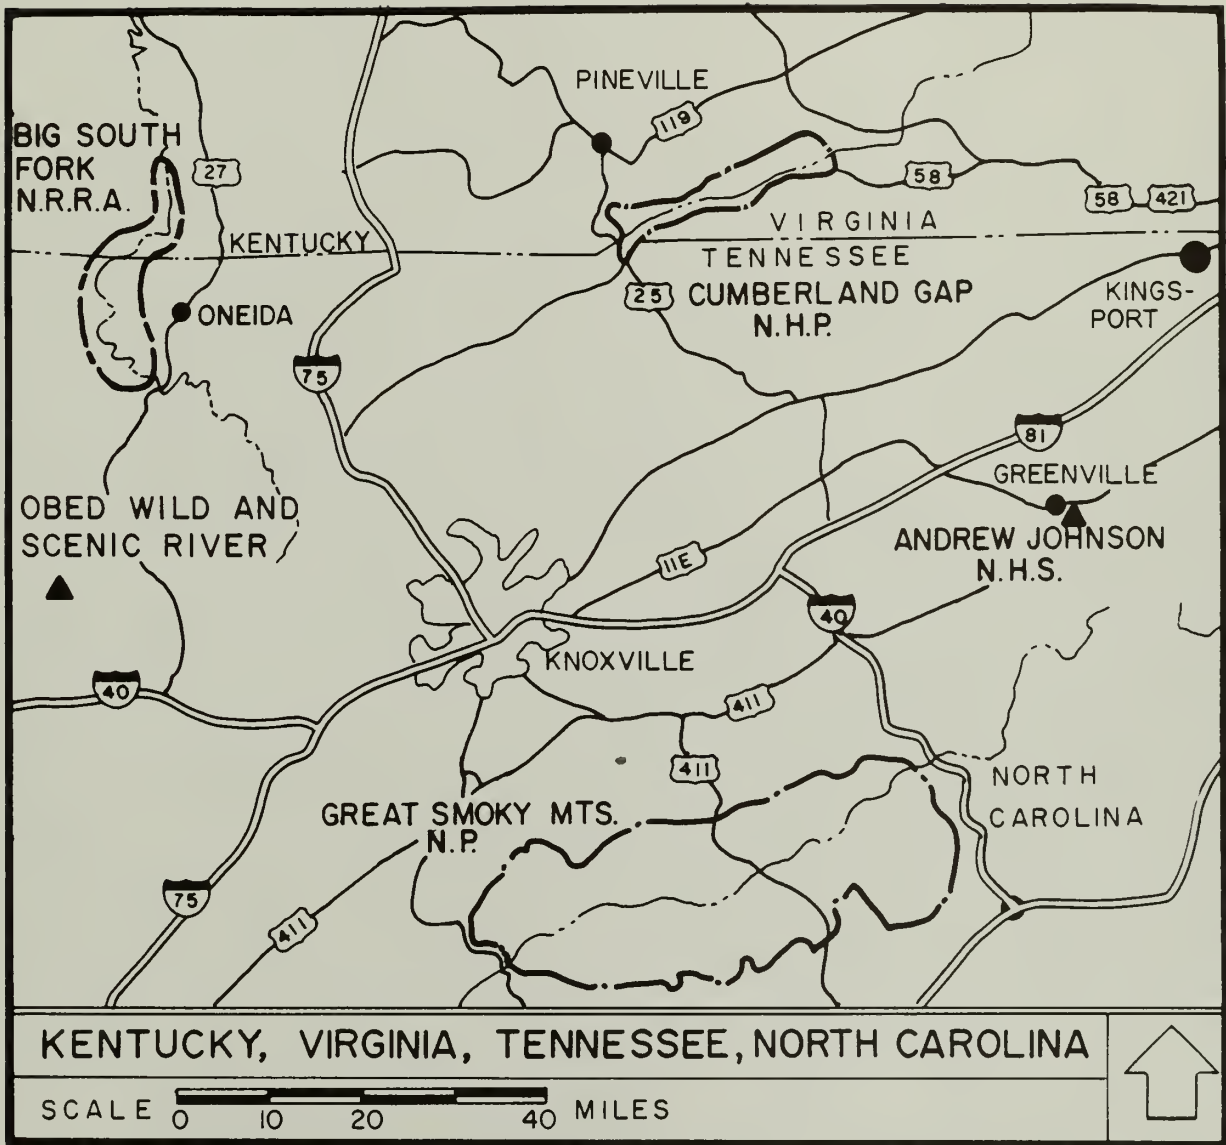 PINEVILLE
119
BIG SOUTH
FORK
N.R.R.A.
27
58
58
421
KENTUCKY
VIRGINIA
TENNESSEE
25
CUMBERLAND GAP
N.H.P.
KINGS-
PORT
ONEIDA
75
81
GREENVILLE
OBED WILD AND
SCENIC RIVER
ANDREW JOHNSON
N.H.S.
11E
40
KNOXVILLE
40
411
411
NORTH
CAROLINA
GREAT SMOKY MTS.
N.P.
75
411
KENTUCKY, VIRGINIA, TENNESSEE, NORTH CAROLINA
SCALE 0 10 20 40 MILES